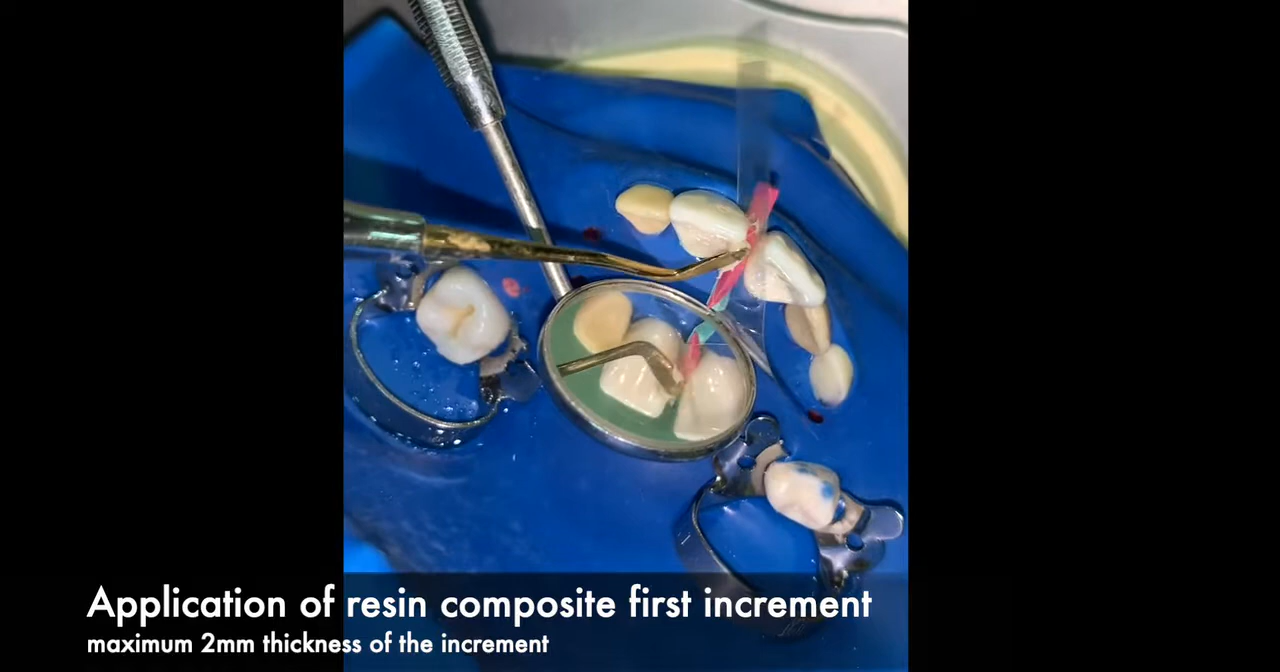 Application of resin composite first increment
maximum 2mm thickness of the increment